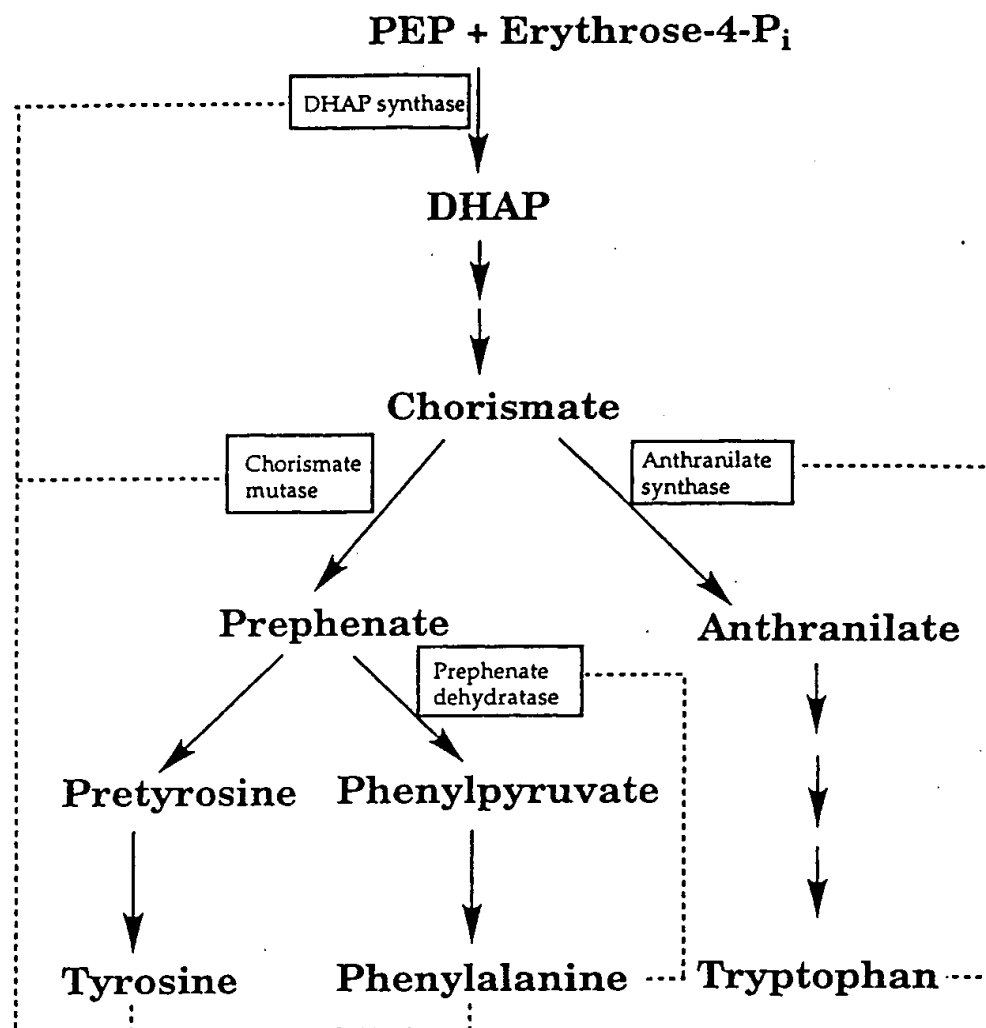 PEP + Erythrose-4-Pi
DHAP synthase
DHAP
Chorismate
Chorismate
mutase
Anthranilate
synthase
Prephenate
Anthranilate
Prephenate
dehydratase
Pretyrosine
Phenylpyruvate
Tyrosine
Phenylalanine
Tryptophan